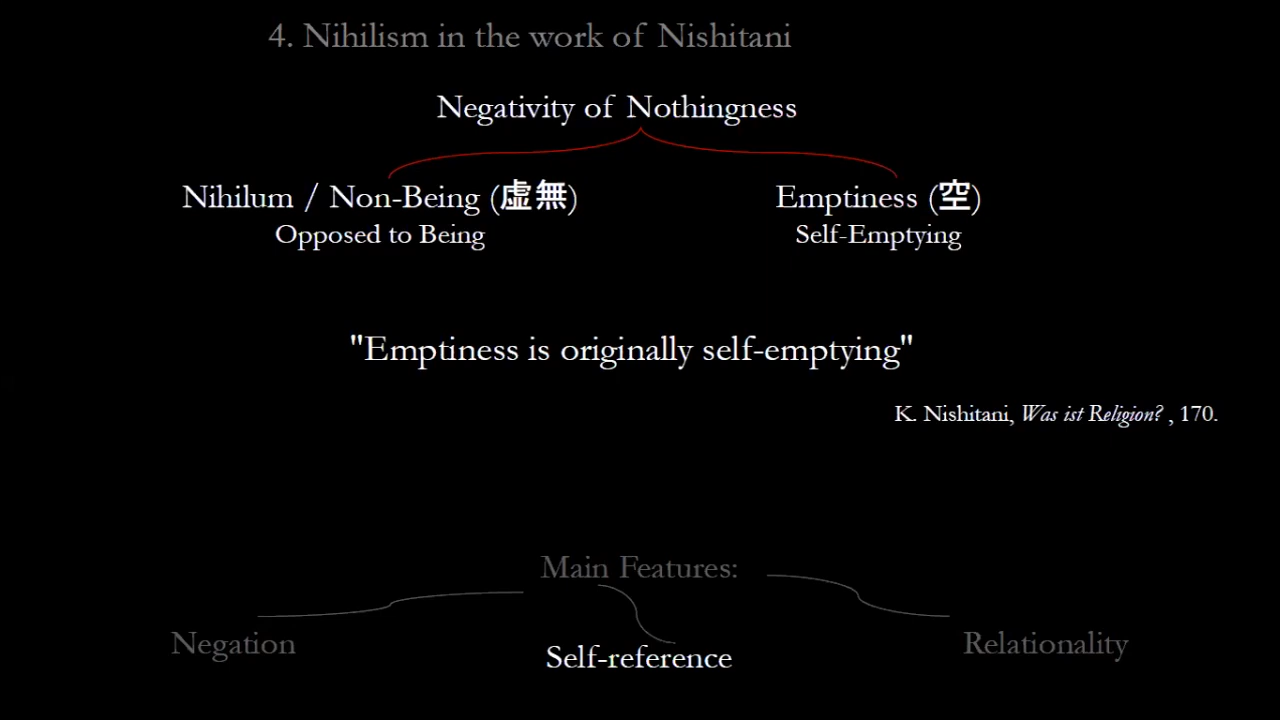 4. Nihilism in the work of Nishitani
Negativity of Nothingness
Nihilum / Non-Being (虚無)
Opposed to Being
Emptiness (空)
Self-Emptying
"Emptiness is originally self-emptying"
K. Nishitani, Was ist Religion? , 170.
Main Features:
Negation
Self-reference
Relationality